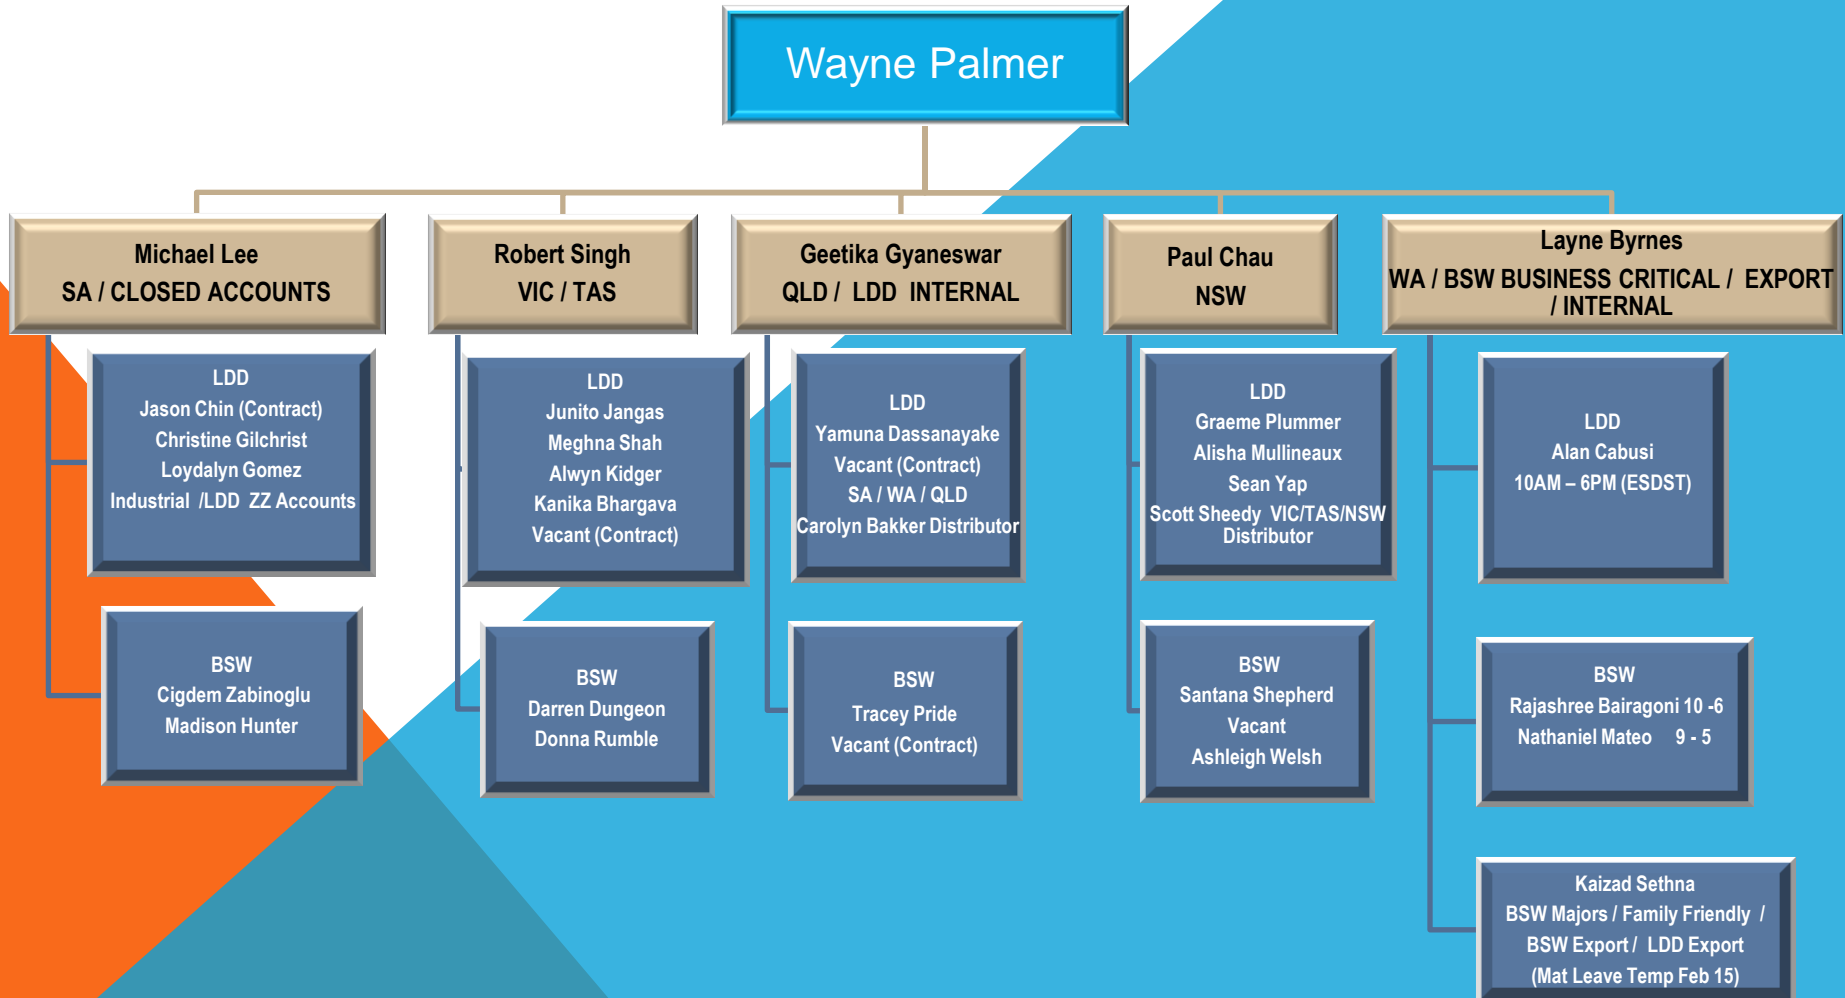 Wayne Palmer
Michael Lee
SA / CLOSED ACCOUNTS
Robert Singh
VIC / TAS
Geetika Gyaneswar
QLD / LDD INTERNAL
Paul Chau
NSW
Layne Byrnes
WA / BSW BUSINESS CRITICAL / EXPORT
/ INTERNAL
LDD
Jason Chin (Contract)
Christine Gilchrist
Loydalyn Gomez
Industrial /LDD ZZ Accounts
LDD
Junito Jangas
Meghna Shah
Alwyn Kidger
Kanika Bhargava
Vacant (Contract)
LDD
Yamuna Dassanayake
Vacant (Contract)
SA / WA / QLD
Carolyn Bakker Distributor
LDD
Graeme Plummer
Alisha Mullineaux
Sean Yap
Scott Sheedy VIC/TAS/NSW
Distributor
LDD
Alan Cabusi
10AM – 6PM (ESDST)
BSW
Cigdem Zabinoglu
Madison Hunter
BSW
Darren Dungeon
Donna Rumble
BSW
Tracey Pride
Vacant (Contract)
BSW
Santana Shepherd
Vacant
Ashleigh Welsh
BSW
Rajashree Bairagoni 10 -6
Nathaniel Mateo 9 - 5
Kaizad Sethna
BSW Majors / Family Friendly /
BSW Export / LDD Export
(Mat Leave Temp Feb 15)